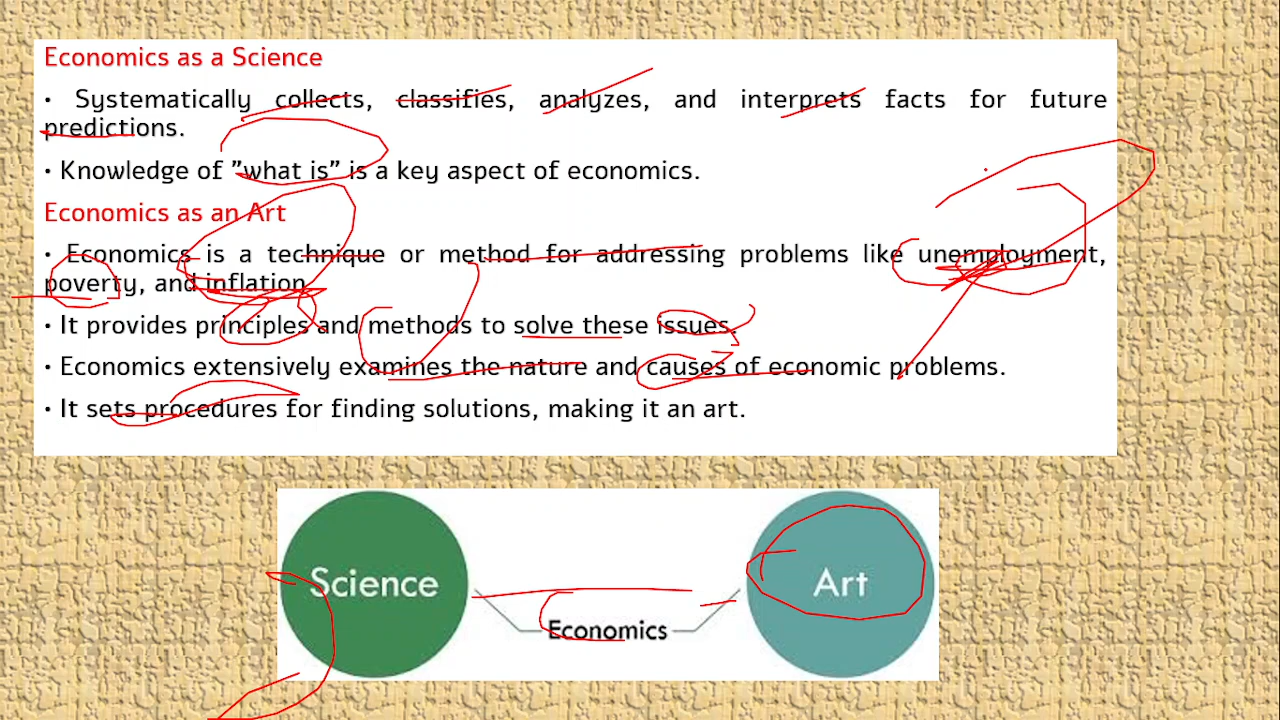 Economics as a Science
• Systematically collects, classifies, analyzes, and interprets facts for future
predictions.
• Knowledge of ”what is” is a key aspect of economics.
Economics as an Art
• Economics is a technique or method for addressing problems like unemployment,
poverty, and inflation.
• It provides principles and methods to solve these issues.
• Economics extensively examines the nature and causes of economic problems.
• It sets procedures for finding solutions, making it an art.
Science
Art
Economics